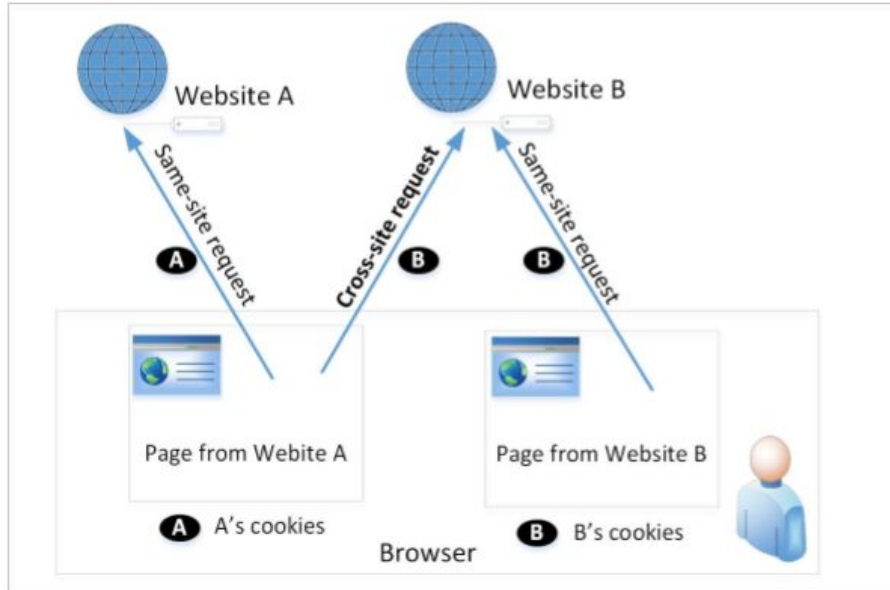 Website A
Website B
Same-site request
Cross-site request
Same-site request
A
B
B
Page from Webite A
Page from Website B
A A's cookies
B B's cookies
Browser